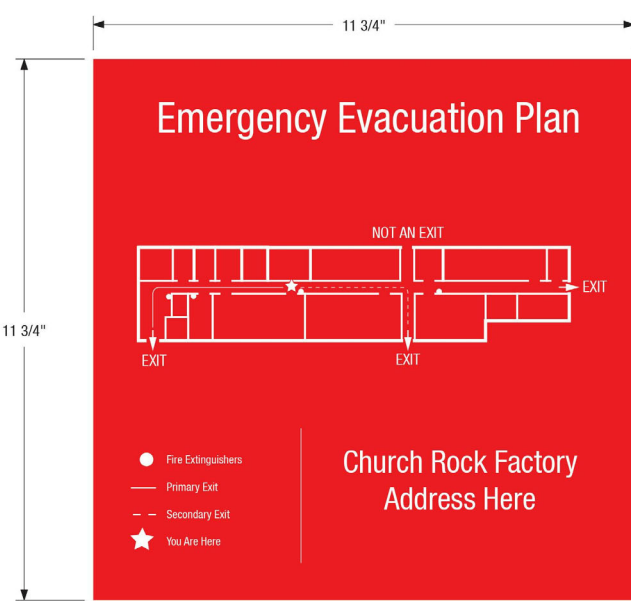 11 3/4"
Emergency Evacuation Plan
NOT AN EXIT
EXIT
11 3/4"
EXIT
EXIT
Fire Extinguishers
Primary Exit
Secondary Exit
You Are Here
Church Rock Factory
Address Here